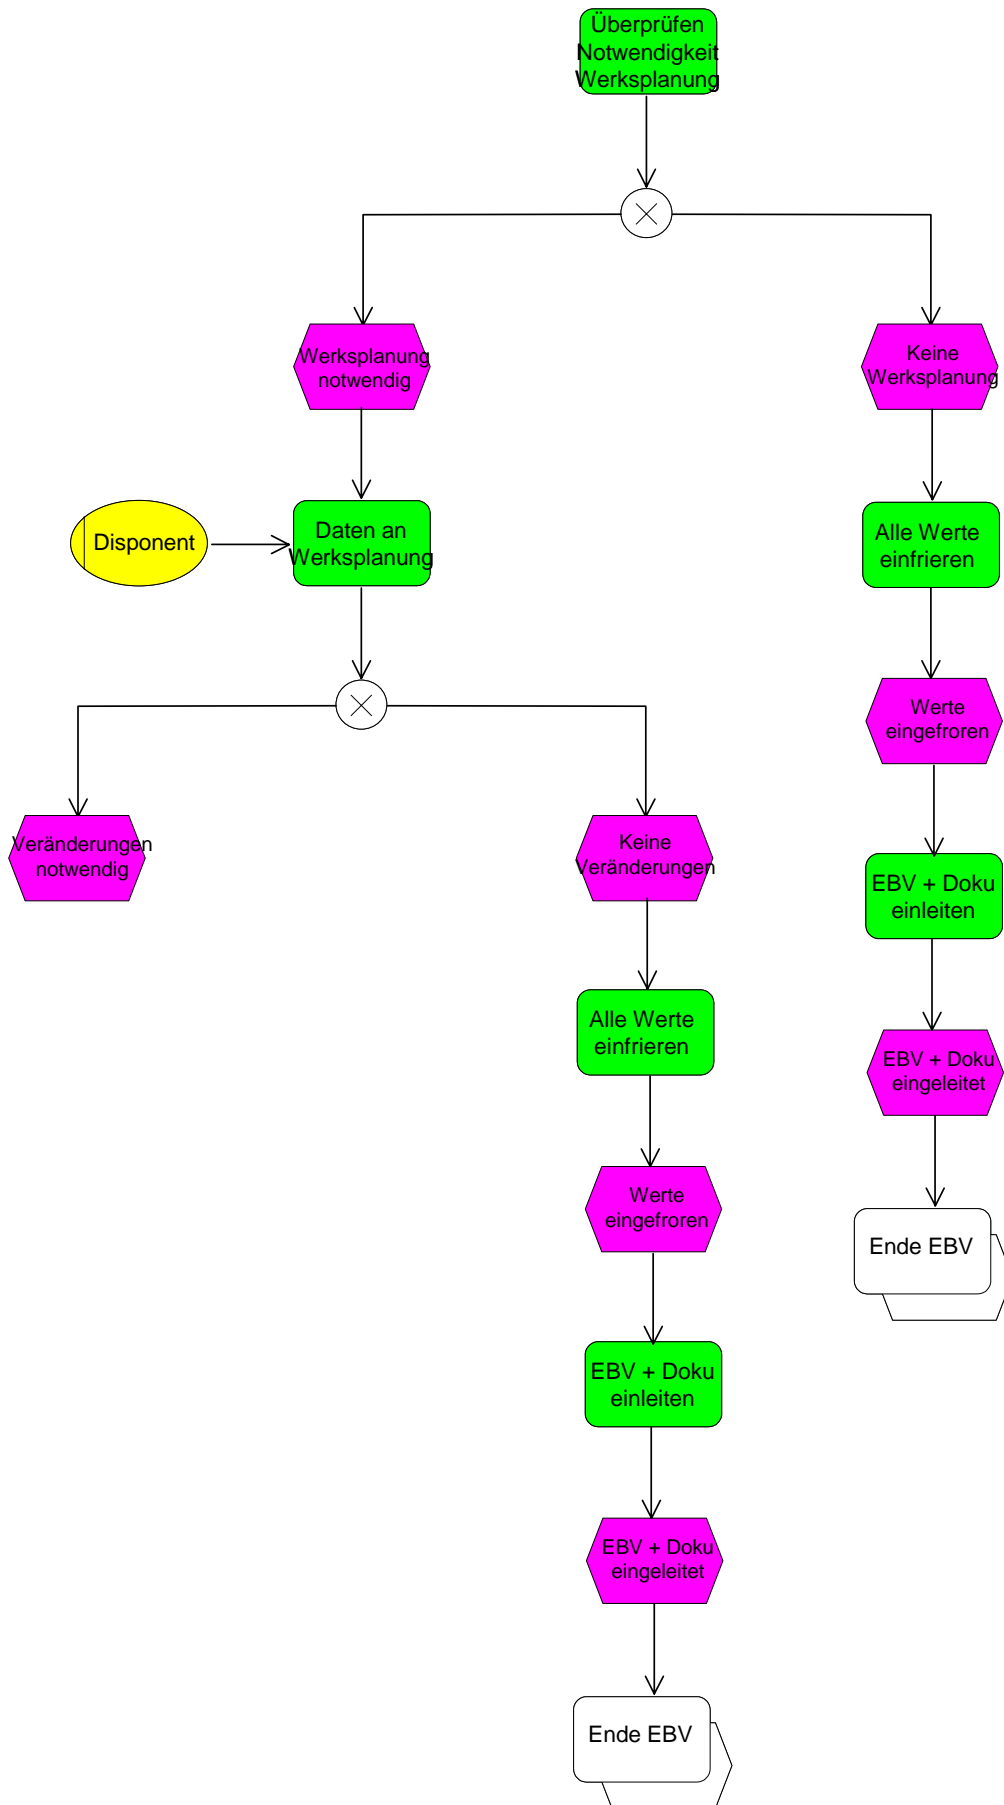 Überprüfen
Notwendigkeit
Werksplanung
Werksplanung
notwendig
Keine
Werksplanung
Disponent
Daten an
Werksplanung
Alle Werte
einfrieren
Werte
eingefroren
Veränderungen
notwendig
Keine
Veränderungen
EBV + Doku
einleiten
Alle Werte
einfrieren
EBV + Doku
eingeleitet
Werte
eingefroren
Ende EBV
EBV + Doku
einleiten
EBV + Doku
eingeleitet
Ende EBV